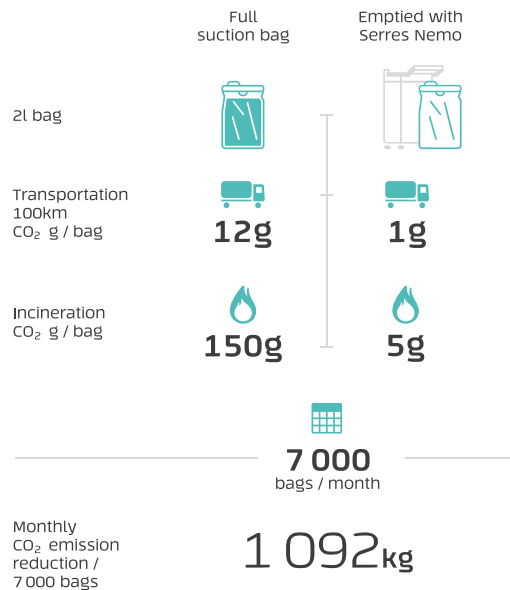 Full
suction bag
Emptied with
Serres Nemo
2l bag
Transportation
100km
CO₂ g / bag
12g
1g
Incineration
CO₂ g / bag
150g
5g
7 000
bags / month
Monthly
CO₂ emission
reduction /
7 000 bags
1 092kg